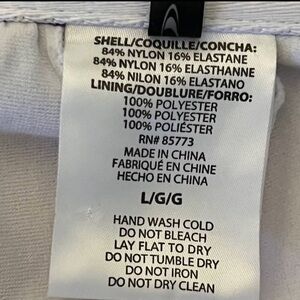 SHELL/COQUILLE/CONCHA:
84% NYLON 16% ELASTANE
84% NYLON 16% ELASTHANNE
84% NILON 16% ELASTANO
LINING/DOUBLURE/FORRO:
100% POLYESTER
100% POLYESTER
100% POLIÉSTER
RN# 85773
MADE IN CHINA
FABRIQUÉ EN CHINE
HECHO EN CHINA
L/G/G
HAND WASH COLD
DO NOT BLEACH
LAY FLAT TO DRY
DO NOT TUMBLE DRY
DO NOT IRON
DO NOT DRY CLEAN